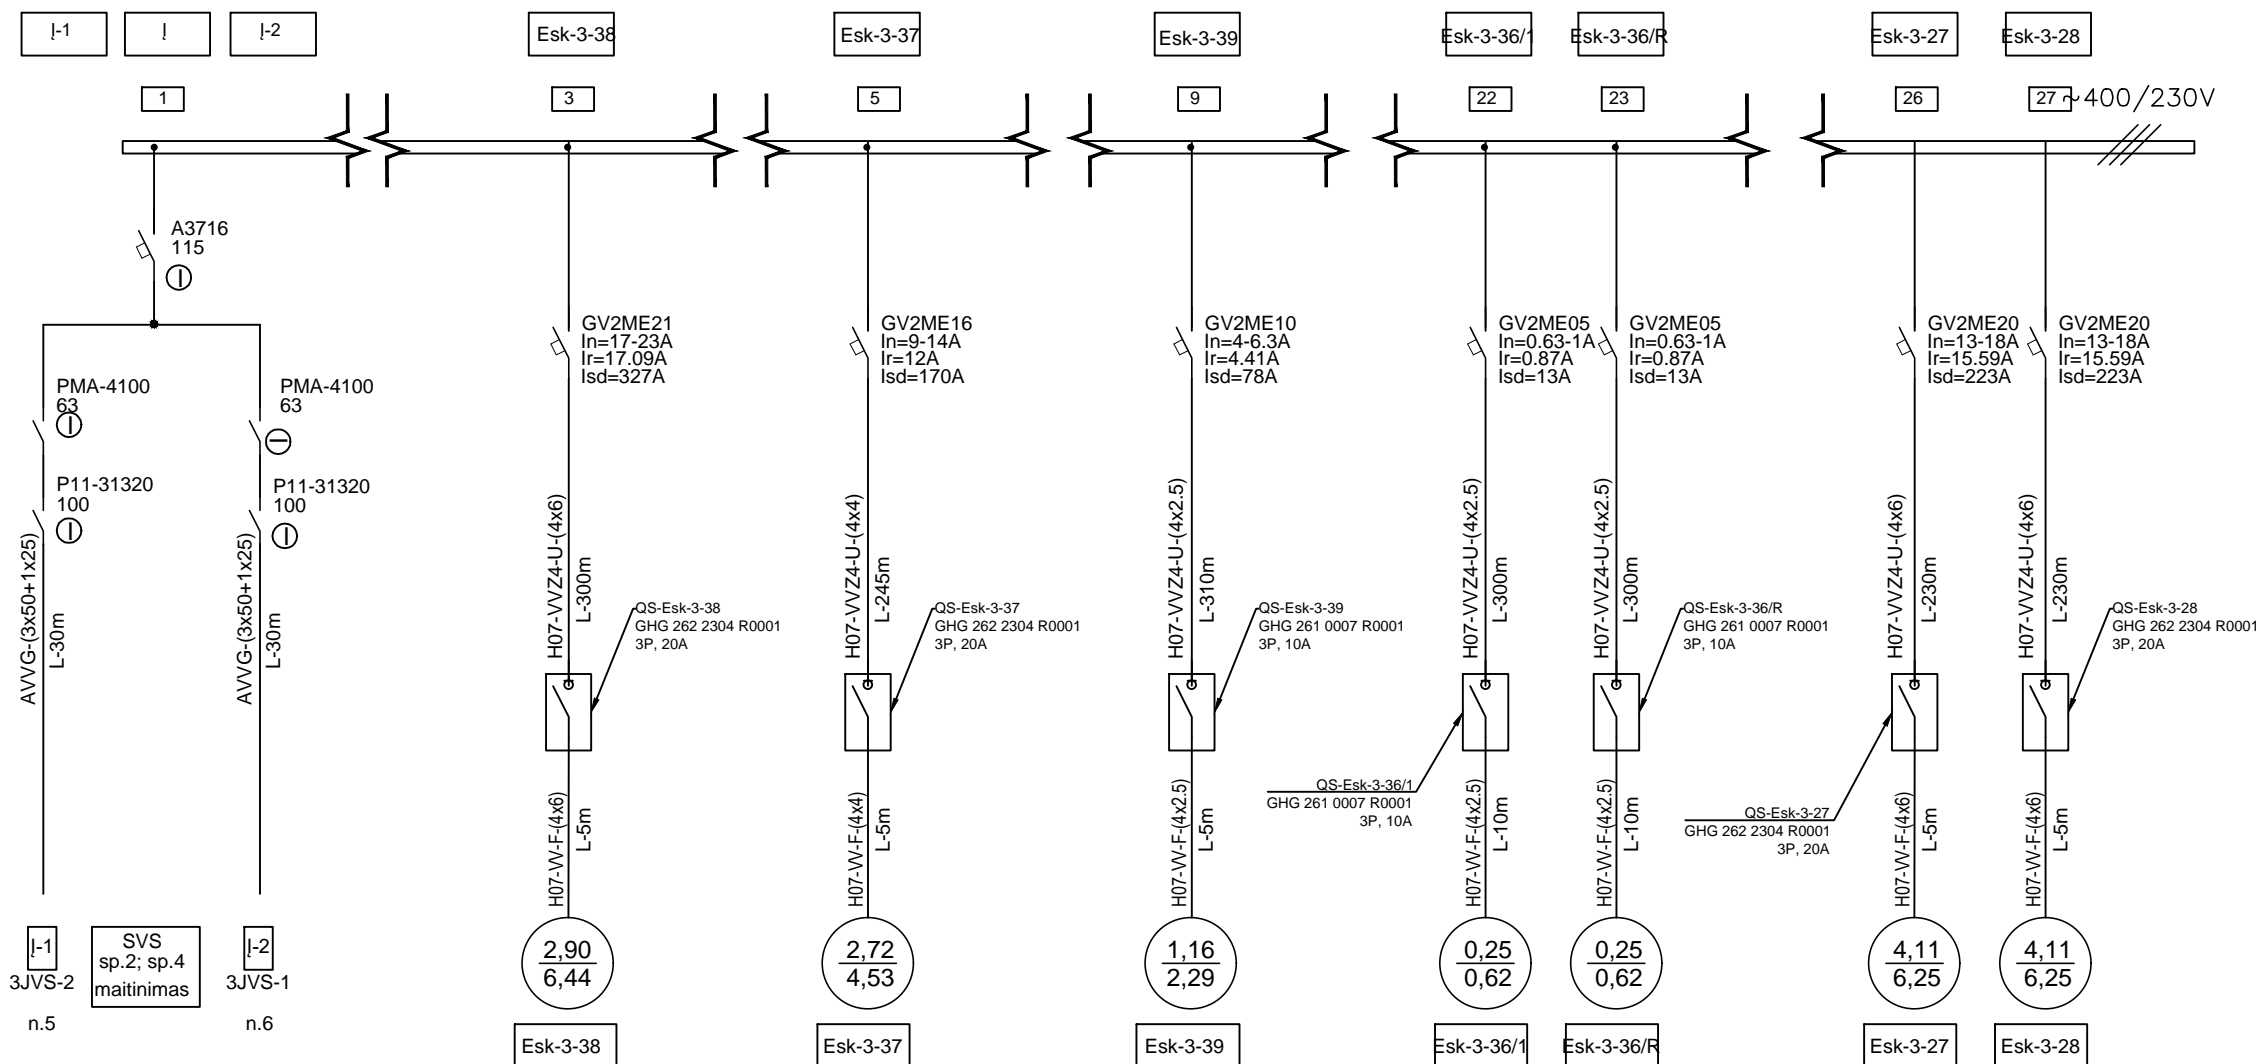 Į-1
Į
Į-2
Esk-3-38
Esk-3-37
Esk-3-39
Esk-3-36/1
Esk-3-36/R
Esk-3-27
Esk-3-28
1
3
5
9
22
23
26
27
~400/230V
A3716
115
PMA-4100
63
PMA-4100
63
P11-31320
100
P11-31320
100
AVVG-(3x50+1x25)
L-30m
AVVG-(3x50+1x25)
L-30m
GV2ME21
In=17-23A
Ir=17.09A
Isd=327A
GV2ME16
In=9-14A
Ir=12A
Isd=170A
GV2ME10
In=4-6.3A
Ir=4.41A
Isd=78A
GV2ME05
In=0.63-1A
Ir=0.87A
Isd=13A
GV2ME05
In=0.63-1A
Ir=0.87A
Isd=13A
GV2ME20
In=13-18A
Ir=15.59A
Isd=223A
GV2ME20
In=13-18A
Ir=15.59A
Isd=223A
H07-VVZ4-U-(4x6)
L-300m
H07-VVZ4-U-(4x4)
L-245m
H07-VVZ4-U-(4x2.5)
L-310m
H07-VVZ4-U-(4x2.5)
L-300m
H07-VVZ4-U-(4x2.5)
L-300m
H07-VVZ4-U-(4x6)
L-230m
H07-VVZ4-U-(4x6)
L-230m
QS-Esk-3-38
GHG 262 2304 R0001
3P, 20A
QS-Esk-3-37
GHG 262 2304 R0001
3P, 20A
QS-Esk-3-39
GHG 261 0007 R0001
3P, 10A
QS-Esk-3-36/R
GHG 261 0007 R0001
3P, 10A
QS-Esk-3-28
GHG 262 2304 R0001
3P, 20A
QS-Esk-3-36/1
GHG 261 0007 R0001
3P, 10A
QS-Esk-3-27
GHG 262 2304 R0001
3P, 20A
H07-VV-F-(4x6)
L-5m
H07-VV-F-(4x4)
L-5m
H07-VV-F-(4x2.5)
L-5m
H07-VV-F-(4x2.5)
L-10m
H07-VV-F-(4x2.5)
L-10m
H07-VV-F-(4x6)
L-5m
H07-VV-F-(4x6)
L-5m
Į-1
3JVS-2
n.5
SVS
sp.2; sp.4
maitinimas
Į-2
3JVS-1
n.6
2,90
6,44
2,72
4,53
1,16
2,29
0,25
0,62
0,25
0,62
4,11
6,25
4,11
6,25
Esk-3-38
Esk-3-37
Esk-3-39
Esk-3-36/1
Esk-3-36/R
Esk-3-27
Esk-3-28